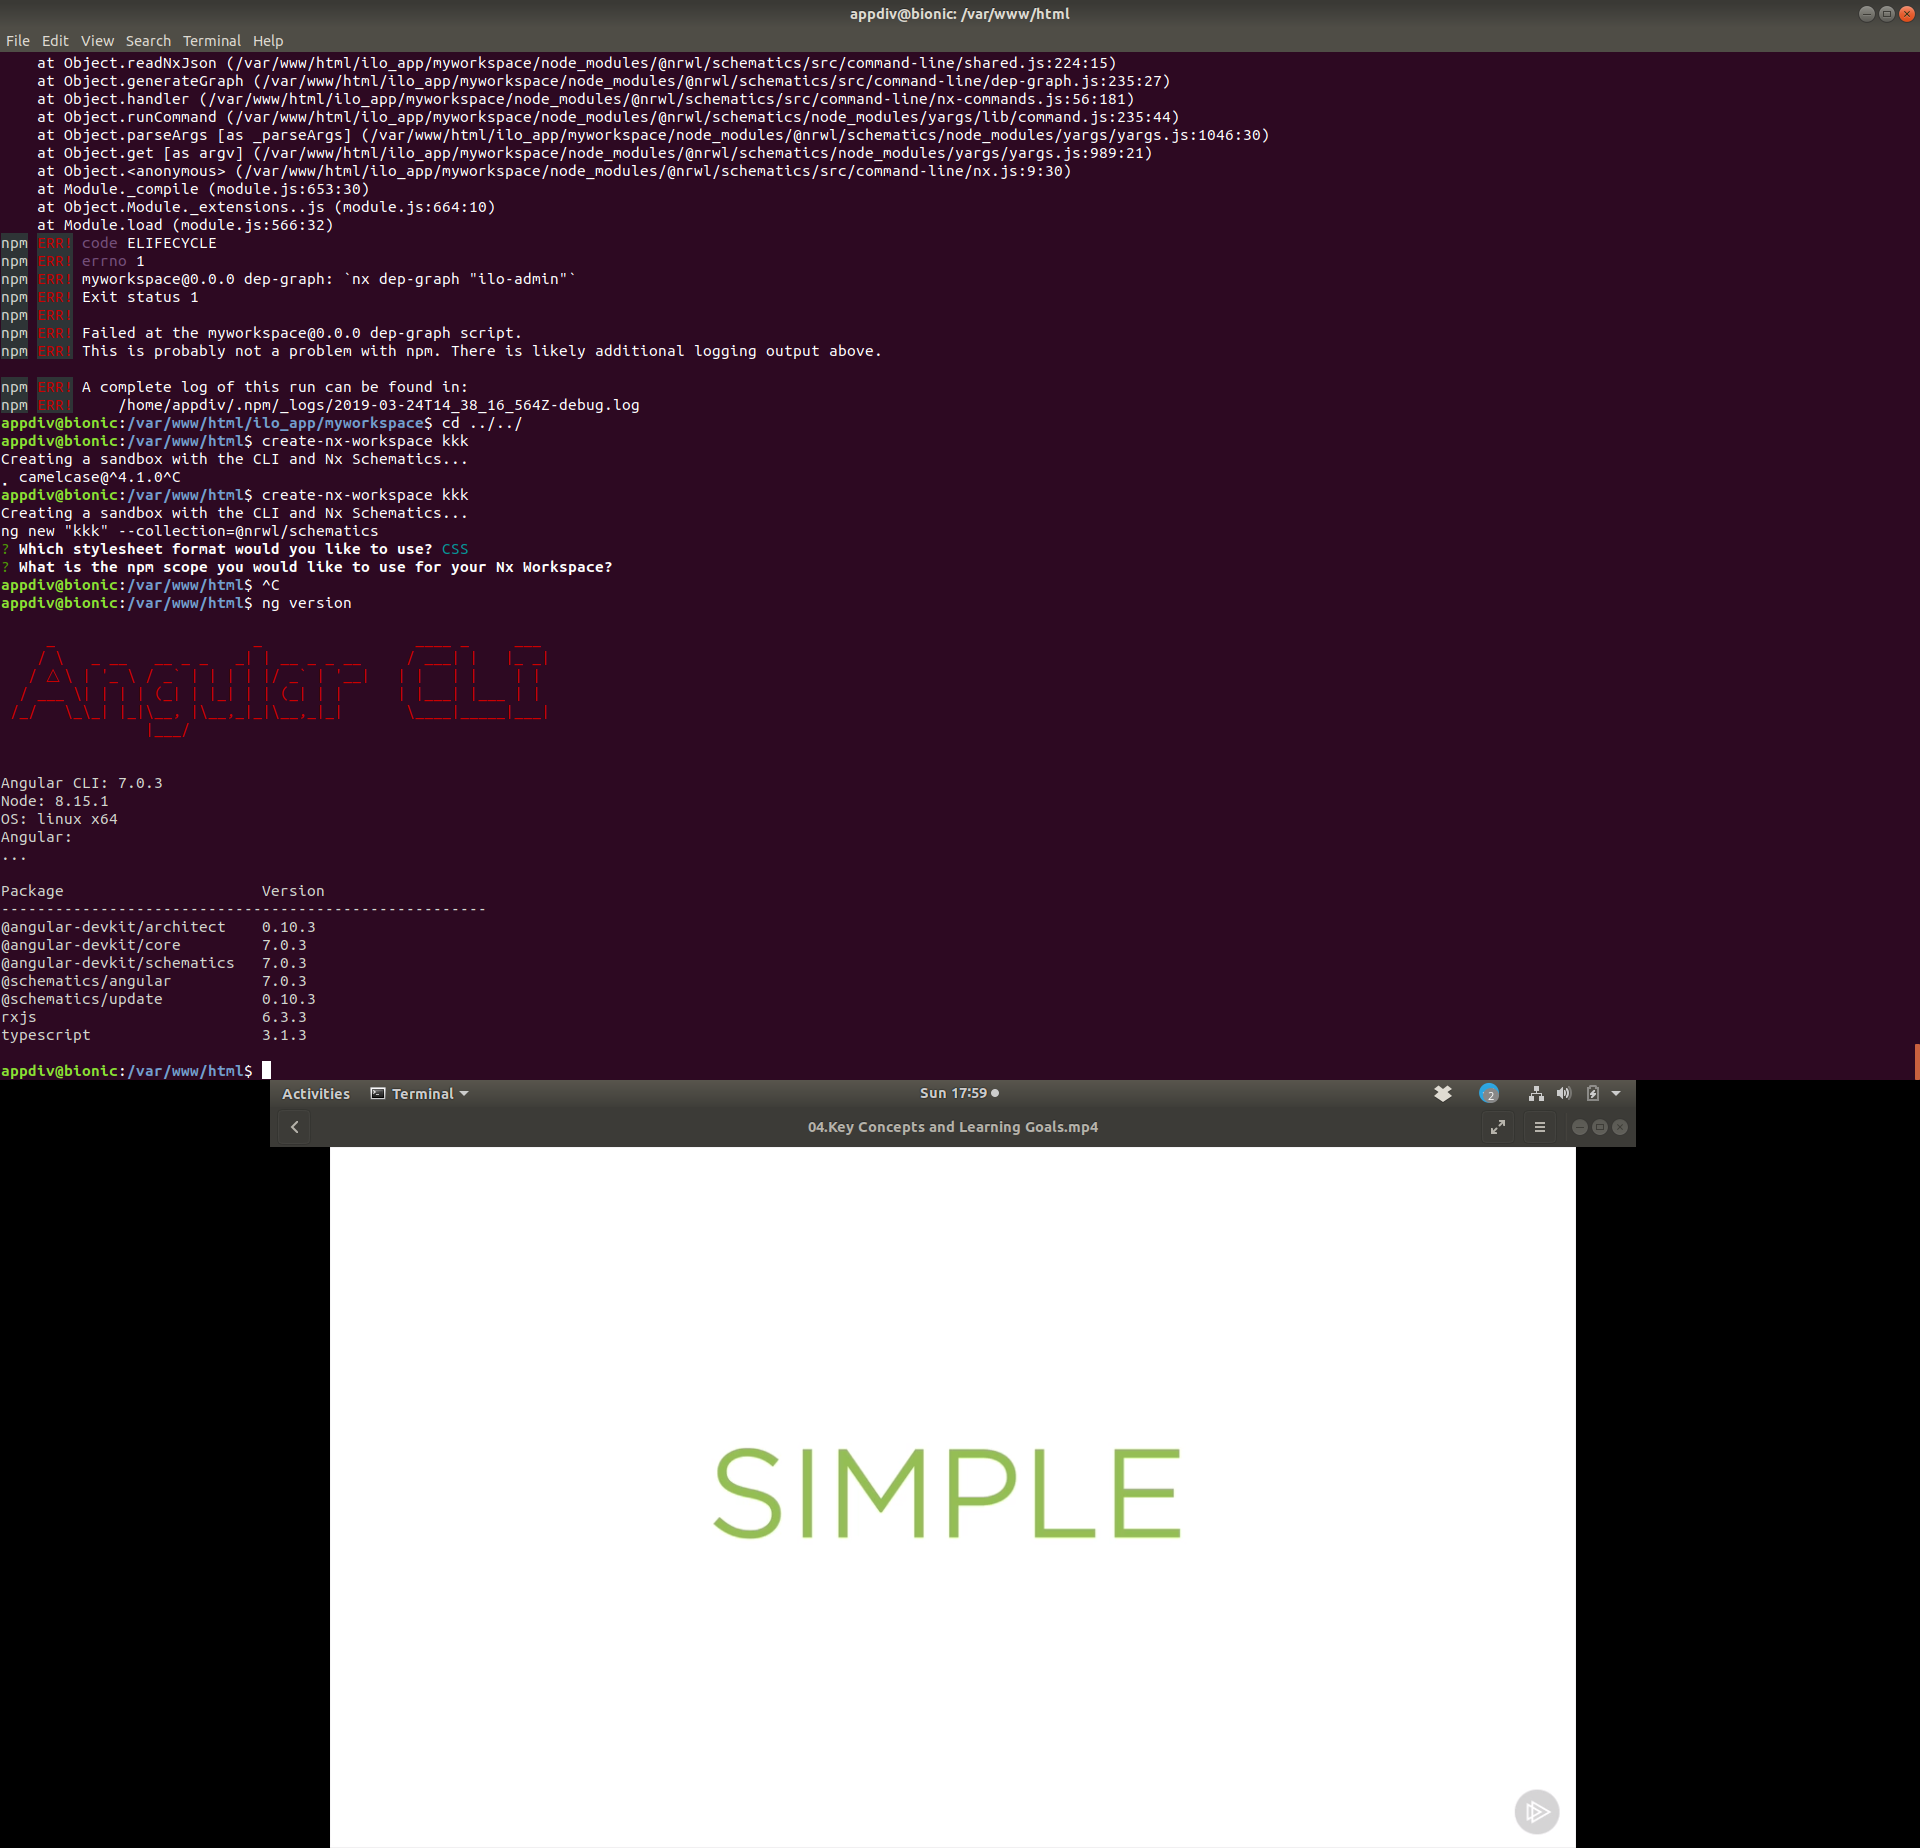 appdiv@bionic: /var/www/html
File Edit View Search Terminal Help
    at Object.readNxJson (/var/www/html/ilo_app/myworkspace/node_modules/@nrwl/schematics/src/command-line/shared.js:224:15)
    at Object.generateGraph (/var/www/html/ilo_app/myworkspace/node_modules/@nrwl/schematics/src/command-line/dep-graph.js:235:27)
    at Object.handler (/var/www/html/ilo_app/myworkspace/node_modules/@nrwl/schematics/src/command-line/nx-commands.js:56:181)
    at Object.runCommand (/var/www/html/ilo_app/myworkspace/node_modules/@nrwl/schematics/node_modules/yargs/lib/command.js:235:44)
    at Object.parseArgs [as _parseArgs] (/var/www/html/ilo_app/myworkspace/node_modules/@nrwl/schematics/node_modules/yargs/yargs.js:1046:30)
    at Object.get [as argv] (/var/www/html/ilo_app/myworkspace/node_modules/@nrwl/schematics/node_modules/yargs/yargs.js:989:21)
    at Object.<anonymous> (/var/www/html/ilo_app/myworkspace/node_modules/@nrwl/schematics/src/command-line/nx.js:9:30)
    at Module._compile (module.js:653:30)
    at Object.Module._extensions..js (module.js:664:10)
    at Module.load (module.js:566:32)
npm ERR! code ELIFECYCLE
npm ERR! errno 1
npm ERR! myworkspace@0.0.0 dep-graph: `nx dep-graph "ilo-admin"`
npm ERR! Exit status 1
npm ERR!
npm ERR! Failed at the myworkspace@0.0.0 dep-graph script.
npm ERR! This is probably not a problem with npm. There is likely additional logging output above.
npm ERR! A complete log of this run can be found in:
npm ERR!     /home/appdiv/.npm/_logs/2019-03-24T14_38_16_564Z-debug.log
appdiv@bionic:/var/www/html/ilo_app/myworkspace$ cd ../../
appdiv@bionic:/var/www/html$ create-nx-workspace kkk
Creating a sandbox with the CLI and Nx Schematics...
. camelcase@^4.1.0^C
appdiv@bionic:/var/www/html$ create-nx-workspace kkk
Creating a sandbox with the CLI and Nx Schematics...
ng new "kkk" --collection=@nrwl/schematics
? Which stylesheet format would you like to use? CSS
? What is the npm scope you would like to use for your Nx Workspace?
appdiv@bionic:/var/www/html$ ^C
appdiv@bionic:/var/www/html$ ng version
Angular CLI
Angular CLI: 7.0.3
Node: 8.15.1
OS: linux x64
Angular:
...
Package                      Version
------------------------------------------------------
@angular-devkit/architect    0.10.3
@angular-devkit/core         7.0.3
@angular-devkit/schematics   7.0.3
@schematics/angular          7.0.3
@schematics/update           0.10.3
rxjs                         6.3.3
typescript                   3.1.3
appdiv@bionic:/var/www/html$
Activities Terminal Sun 17:59 2
04.Key Concepts and Learning Goals.mp4
SIMPLE